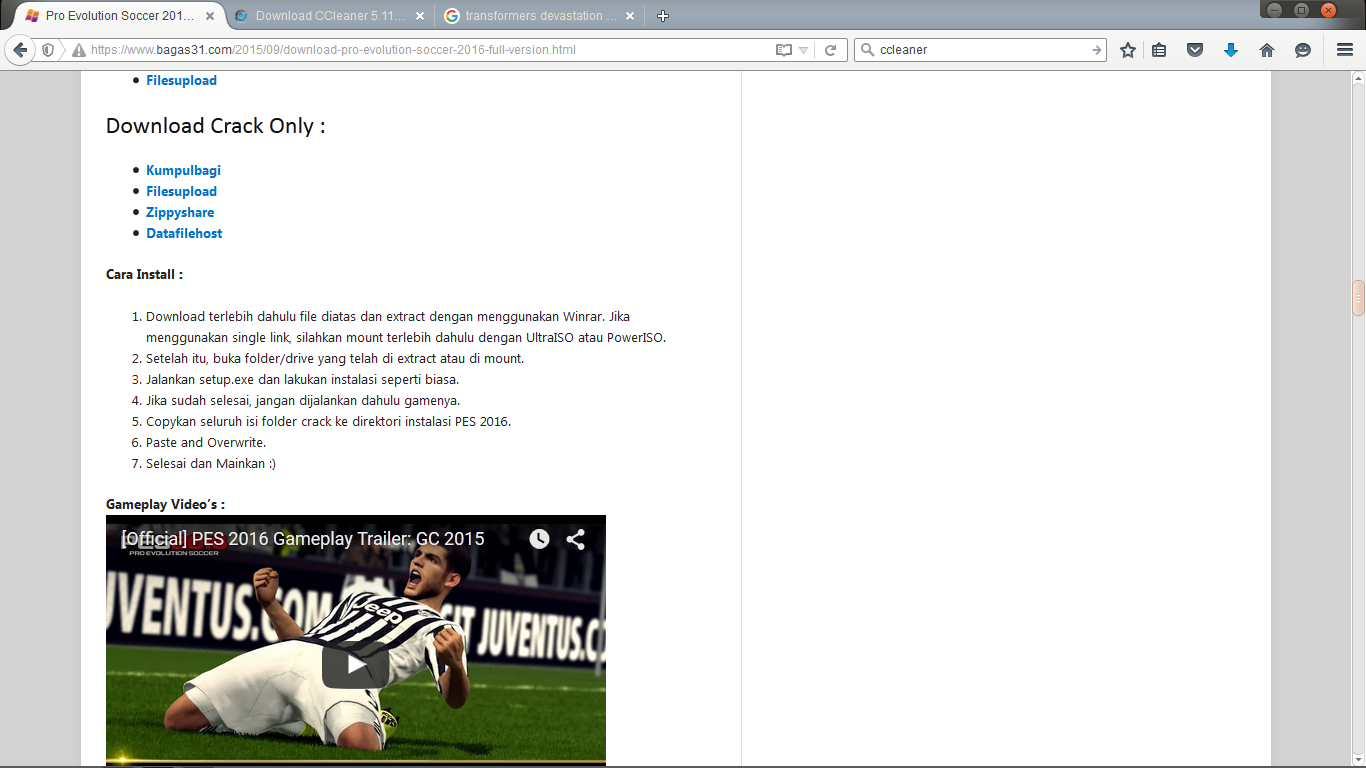 Pro Evolution Soccer 201...
Download CCleaner 5.11...
transformers devastation ...
https://www.bagas31.com/2015/09/download-pro-evolution-soccer-2016-full-version.html
ccleaner
Filesupload
Download Crack Only :
Kumpulbagi
Filesupload
Zippyshare
Datafilehost
Cara Install :
1. Download terlebih dahulu file diatas dan extract dengan menggunakan Winrar. Jika
menggunakan single link, silahkan mount terlebih dahulu dengan UltraISO atau PowerISO.
2. Setelah itu, buka folder/drive yang telah di extract atau di mount.
3. Jalankan setup.exe dan lakukan instalasi seperti biasa.
4. Jika sudah selesai, jangan dijalankan dahulu gamenya.
5. Copykan seluruh isi folder crack ke direktori instalasi PES 2016.
6. Paste and Overwrite.
7. Selesai dan Mainkan :)
Gameplay Video's :
[Official] PES 2016 Gameplay Trailer: GC 2015
PRO EVOLUTION SOCCER
UVENTUS.COM
SIT JUVENTUS.C
Jeep